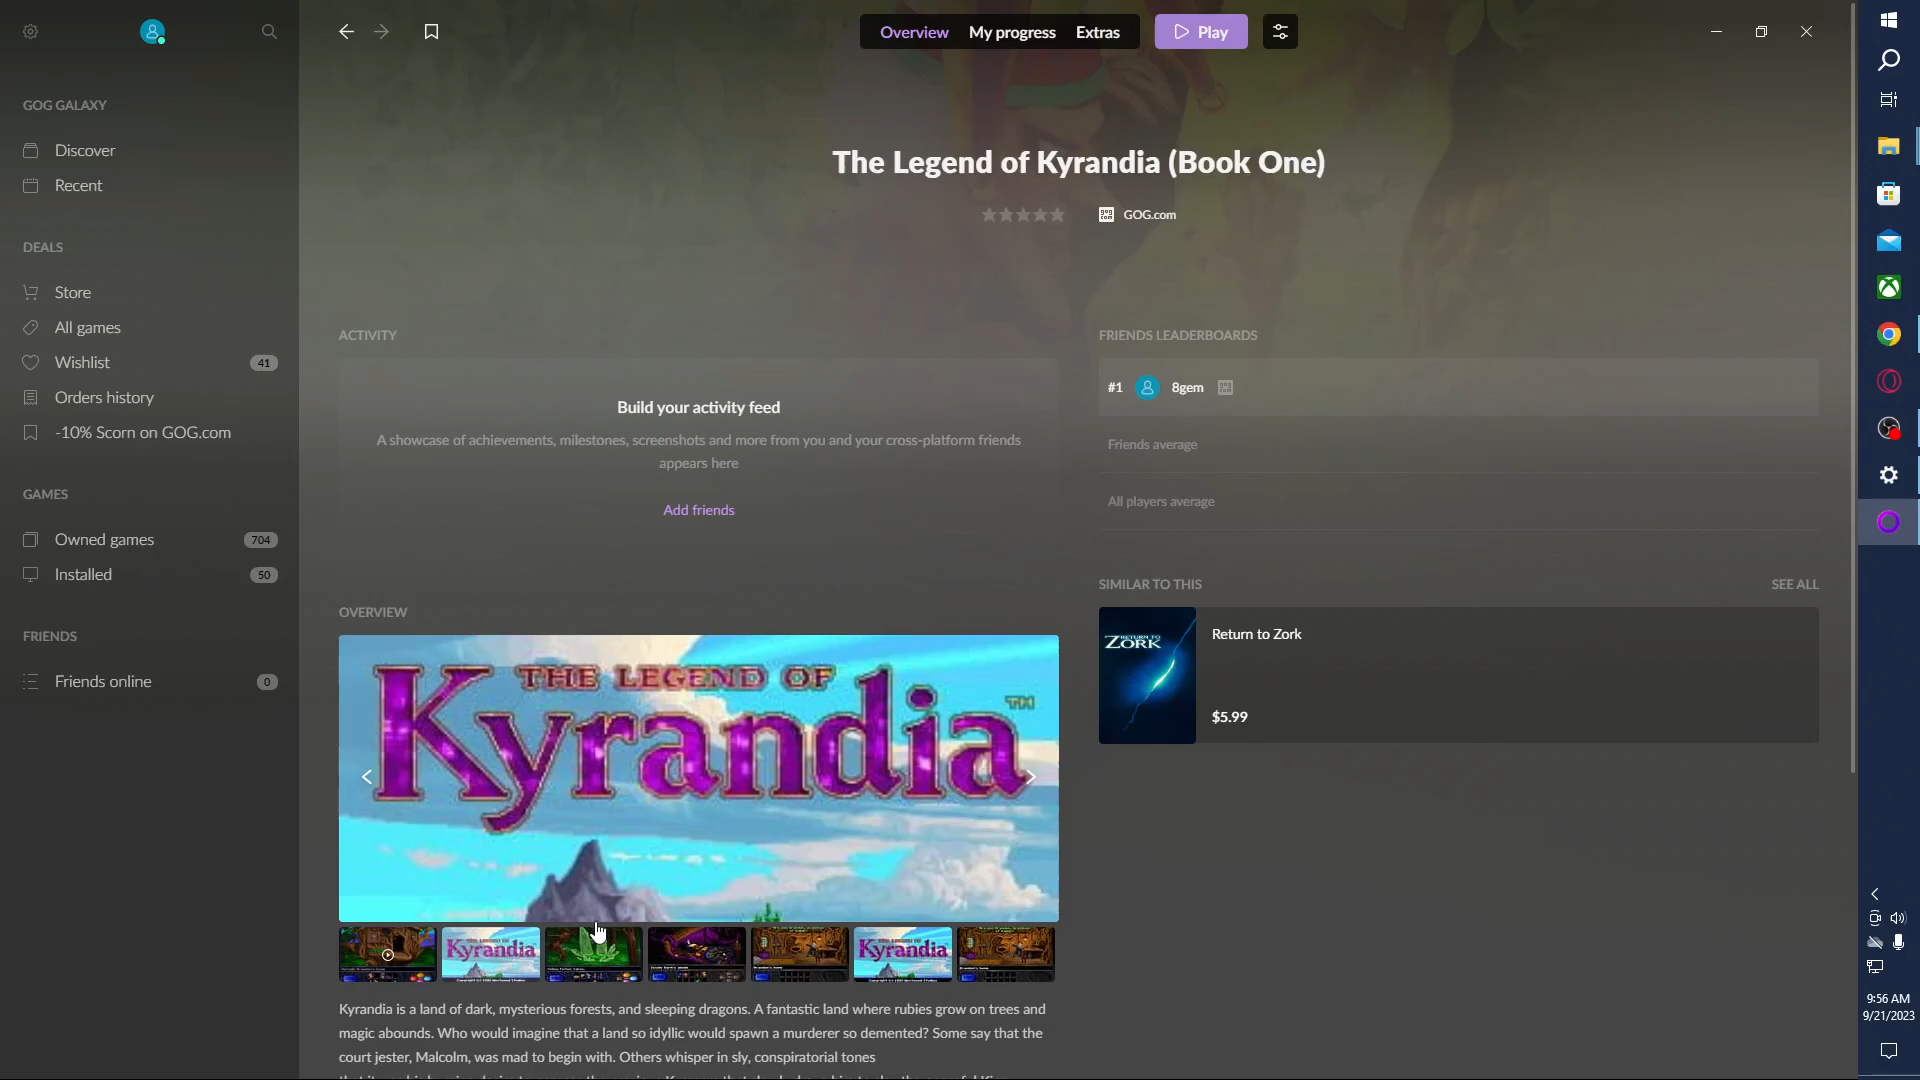 Overview My progress Extras Play
GOG GALAXY
Discover
Recent
DEALS
Store
All games
Wishlist 41
Orders history
-10% Scorn on GOG.com
GAMES
Owned games 704
Installed 50
FRIENDS
Friends online 0
The Legend of Kyrandia (Book One)
GOG.com
ACTIVITY
Build your activity feed
A showcase of achievements, milestones, screenshots and more from you and your cross-platform friends
appears here
Add friends
FRIENDS LEADERBOARDS
#1 8gem
Friends average
All players average
OVERVIEW
THE LEGEND OF
Kyrandia™
Kyrandia
Kyrandia
SIMILAR TO THIS SEE ALL
RETURN TO
ZORK
Return to Zork
$5.99
Kyrandia is a land of dark, mysterious forests, and sleeping dragons. A fantastic land where rubies grow on trees and
magic abounds. Who would imagine that a land so idyllic would spawn a murderer so demented? Some say that the
court jester, Malcolm, was mad to begin with. Others whisper in sly, conspiratorial tones
9:56 AM
9/21/2023